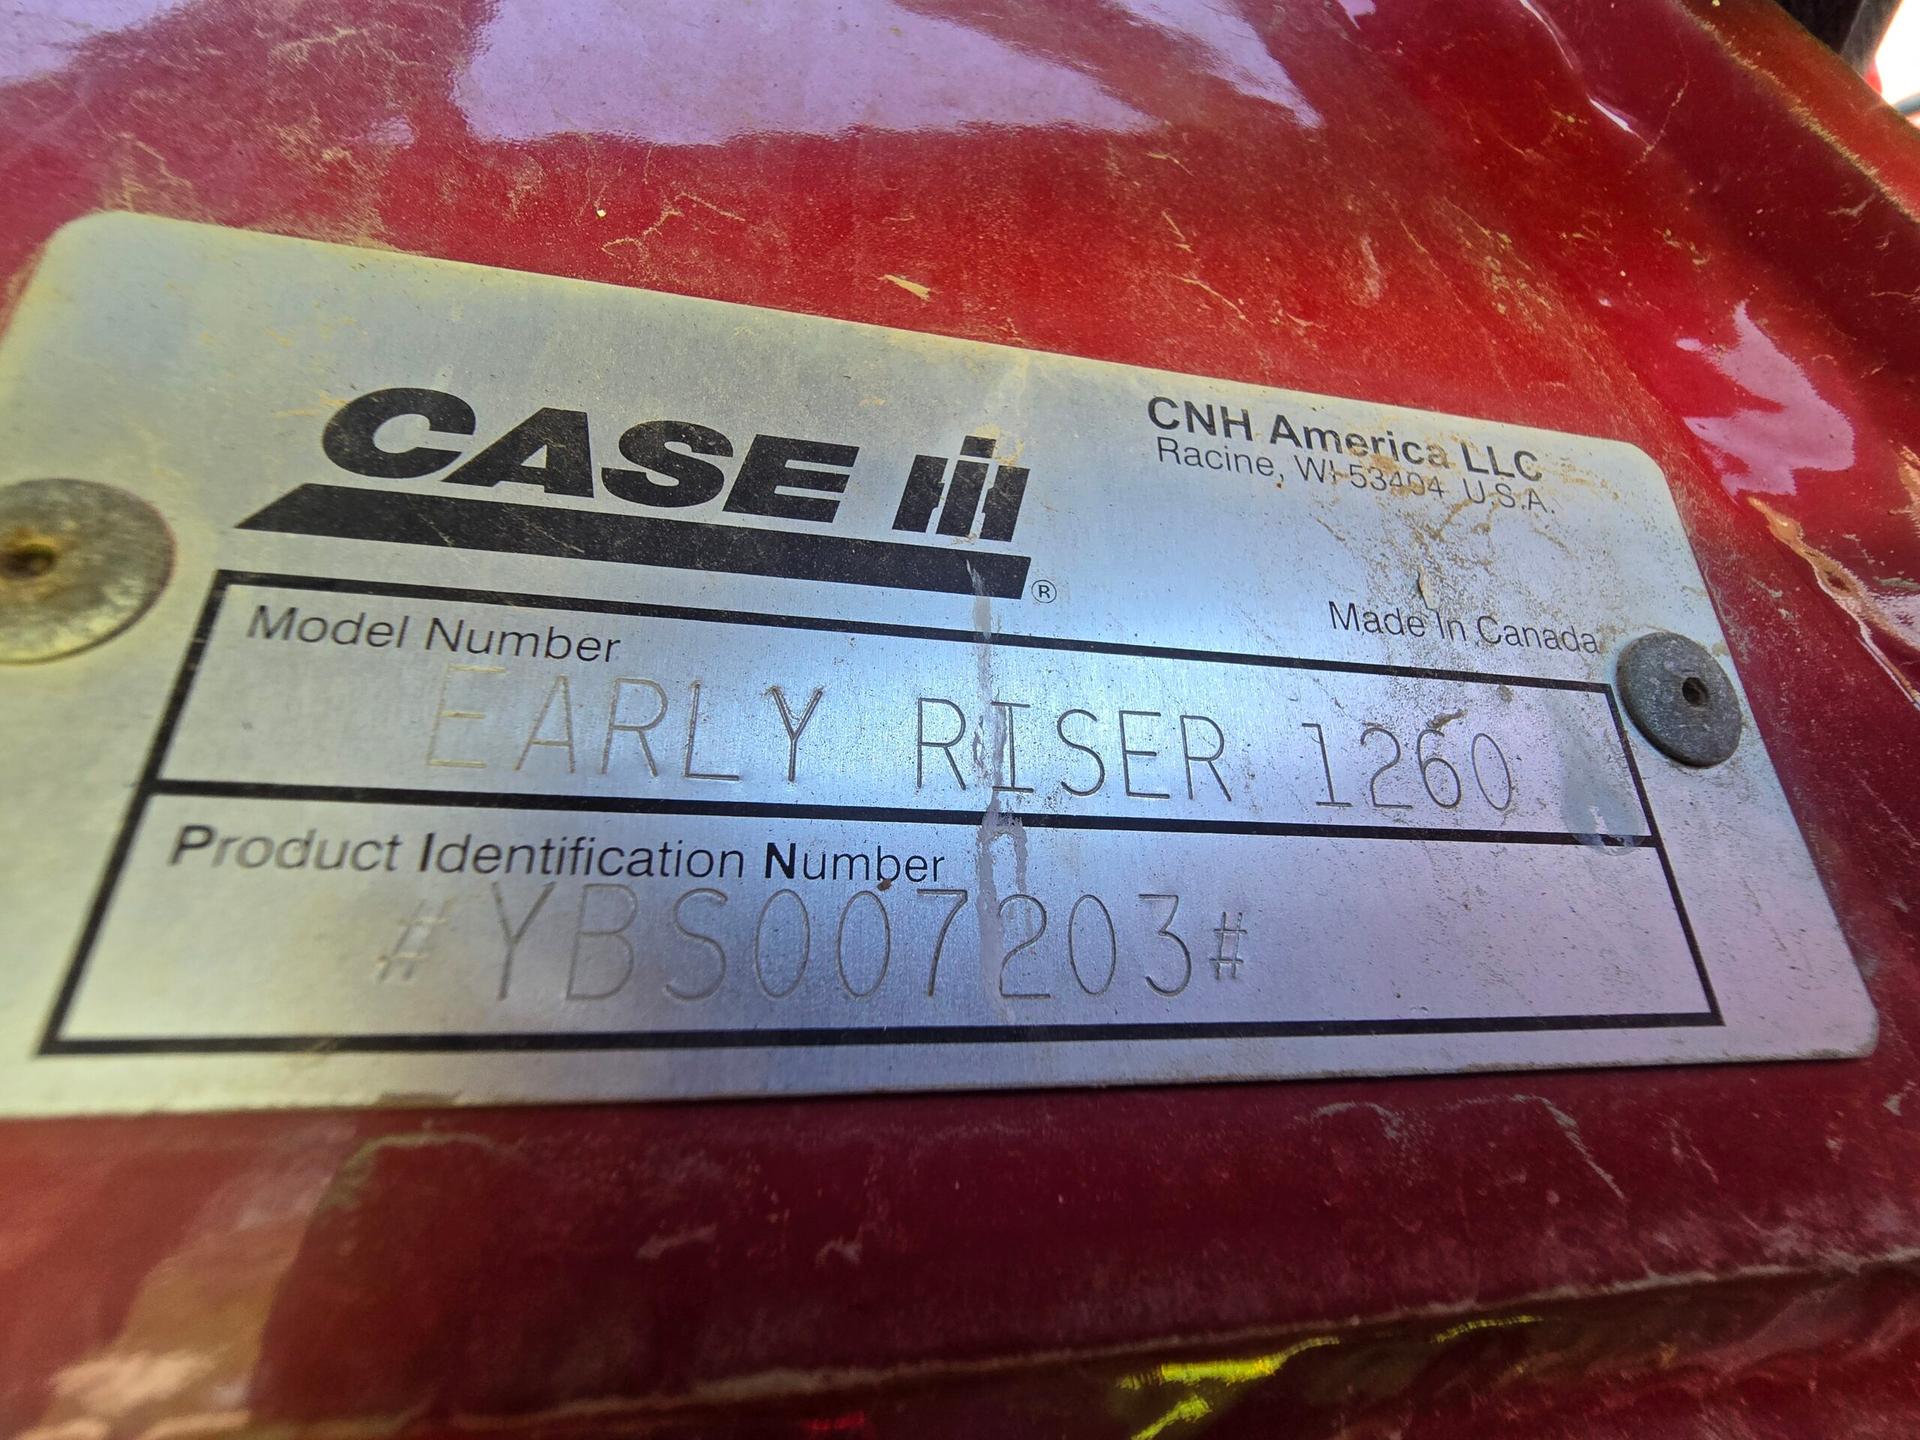 CASE IH ®
CNH America LLC
Racine, WI 53404 U.S.A.
Made In Canada
Model Number
EARLY RISER 1260
Product Identification Number
#YBS007203#